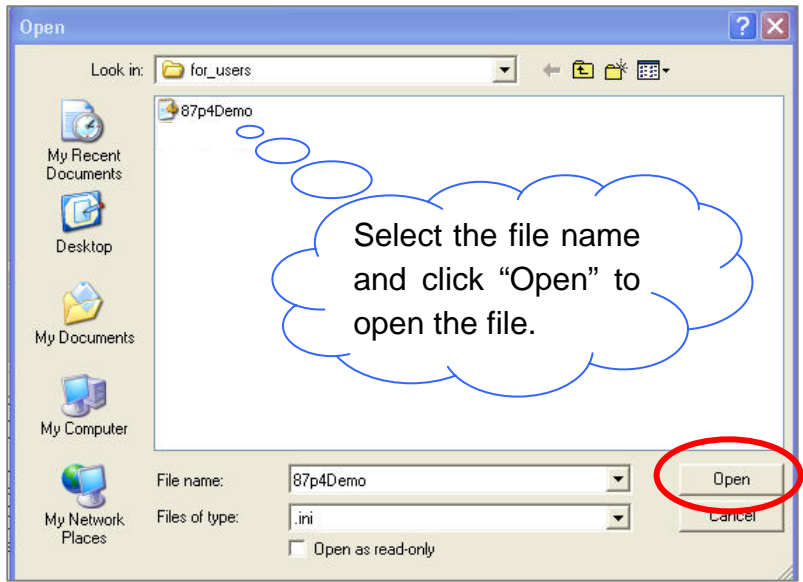 Open
Look in:
for_users
87p4Demo
My Recent
Documents
Desktop
My Documents
My Computer
My Network
Places
Select the file name
and click “Open” to
open the file.
File name:
87p4Demo
Open
Files of type:
.ini
Cancel
Open as read-only